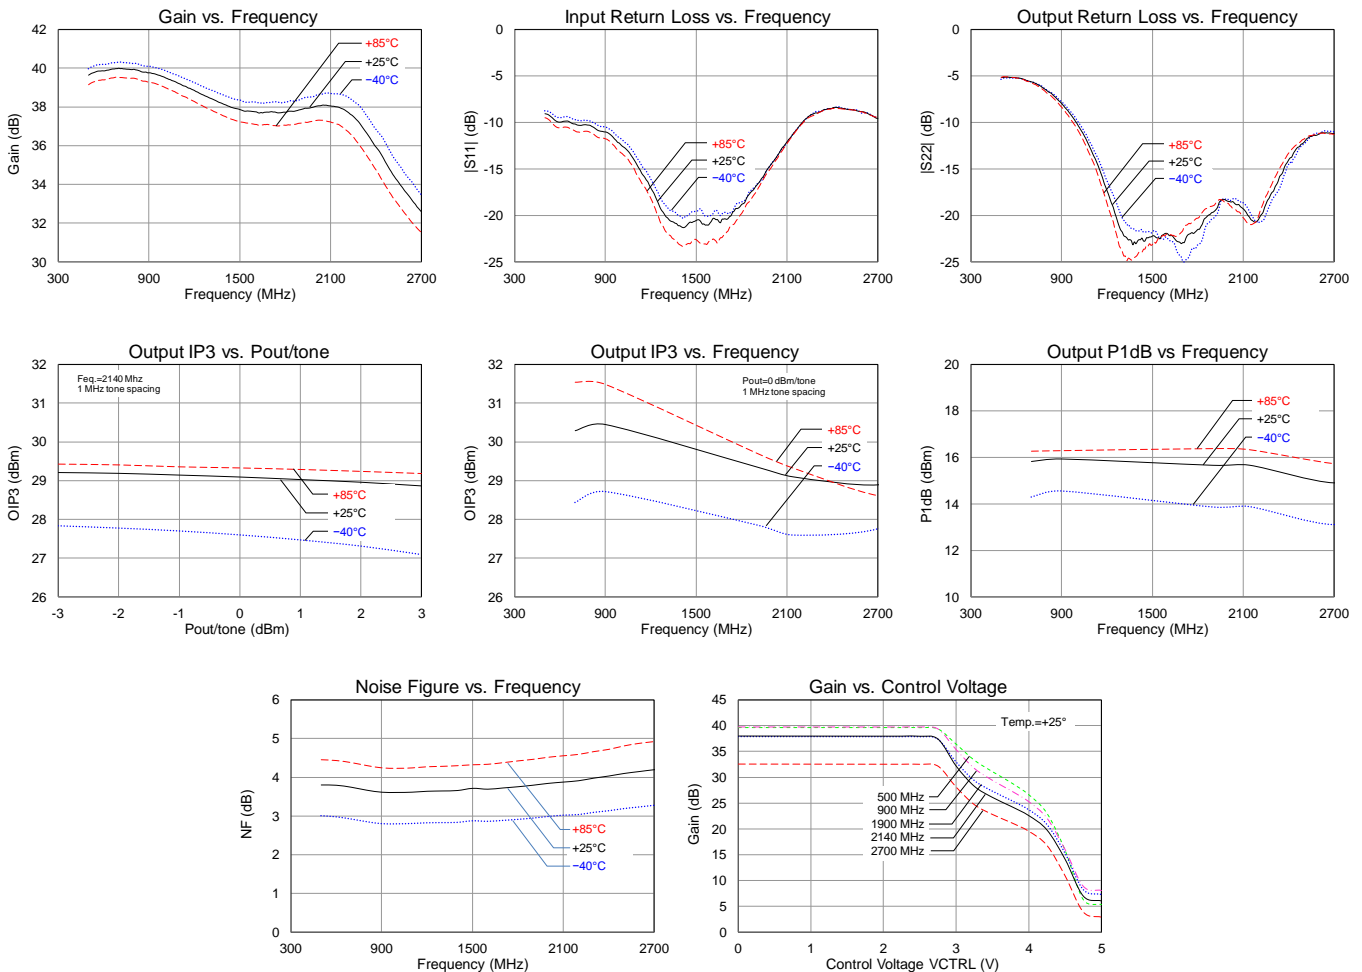 Gain vs. Frequency
42
40
38
36
34
32
30
Gain (dB)
+85°C
+25°C
−40°C
300 900 1500 2100 2700
Frequency (MHz)
Input Return Loss vs. Frequency
0
-5
-10
-15
-20
-25
|S11| (dB)
+85°C
+25°C
−40°C
300 900 1500 2100 2700
Frequency (MHz)
Output Return Loss vs. Frequency
0
-5
-10
-15
-20
-25
|S22| (dB)
+85°C
+25°C
−40°C
300 900 1500 2100 2700
Frequency (MHz)
Output IP3 vs. Pout/tone
32
31
30
29
28
27
26
OIP3 (dBm)
Feq.=2140 Mhz
1 MHz tone spacing
+85°C
+25°C
−40°C
-3 -2 -1 0 1 2 3
Pout/tone (dBm)
Output IP3 vs. Frequency
32
31
30
29
28
27
26
OIP3 (dBm)
Pout=0 dBm/tone
1 MHz tone spacing
+85°C
+25°C
−40°C
300 900 1500 2100 2700
Frequency (MHz)
Output P1dB vs Frequency
20
18
16
14
12
10
P1dB (dBm)
+85°C
+25°C
−40°C
300 900 1500 2100 2700
Frequency (MHz)
Noise Figure vs. Frequency
6
5
4
3
2
1
0
NF (dB)
+85°C
+25°C
−40°C
300 900 1500 2100 2700
Frequency (MHz)
Gain vs. Control Voltage
45
40
35
30
25
20
15
10
5
0
Gain (dB)
Temp.=+25°
500 MHz
900 MHz
1900 MHz
2140 MHz
2700 MHz
0 1 2 3 4 5
Control Voltage VCTRL (V)